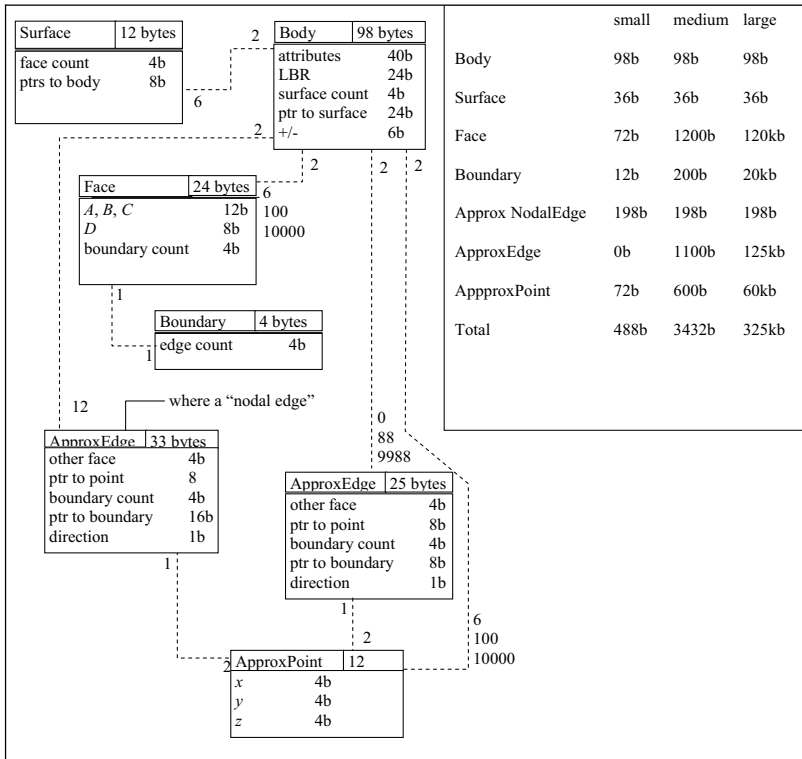 Surface 12 bytes
face count 4b
ptrs to body 8b
6
2
Body 98 bytes
attributes 40b
LBR 24b
surface count 4b
ptr to surface 24b
+/- 6b
2
2
2
2
Face 24 bytes
A, B, C 12b
D 8b
boundary count 4b
6
100
10000
1
Boundary 4 bytes
edge count 4b
1
where a “nodal edge”
12
ApproxEdge 33 bytes
other face 4b
ptr to point 8
boundary count 4b
ptr to boundary 16b
direction 1b
1
0
88
9988
ApproxEdge 25 bytes
other face 4b
ptr to point 8b
boundary count 4b
ptr to boundary 8b
direction 1b
1
2
6
100
10000
2
ApproxPoint 12
x 4b
y 4b
z 4b
small medium large
Body 98b 98b 98b
Surface 36b 36b 36b
Face 72b 1200b 120kb
Boundary 12b 200b 20kb
Approx NodalEdge 198b 198b 198b
ApproxEdge 0b 1100b 125kb
AppproxPoint 72b 600b 60kb
Total 488b 3432b 325kb